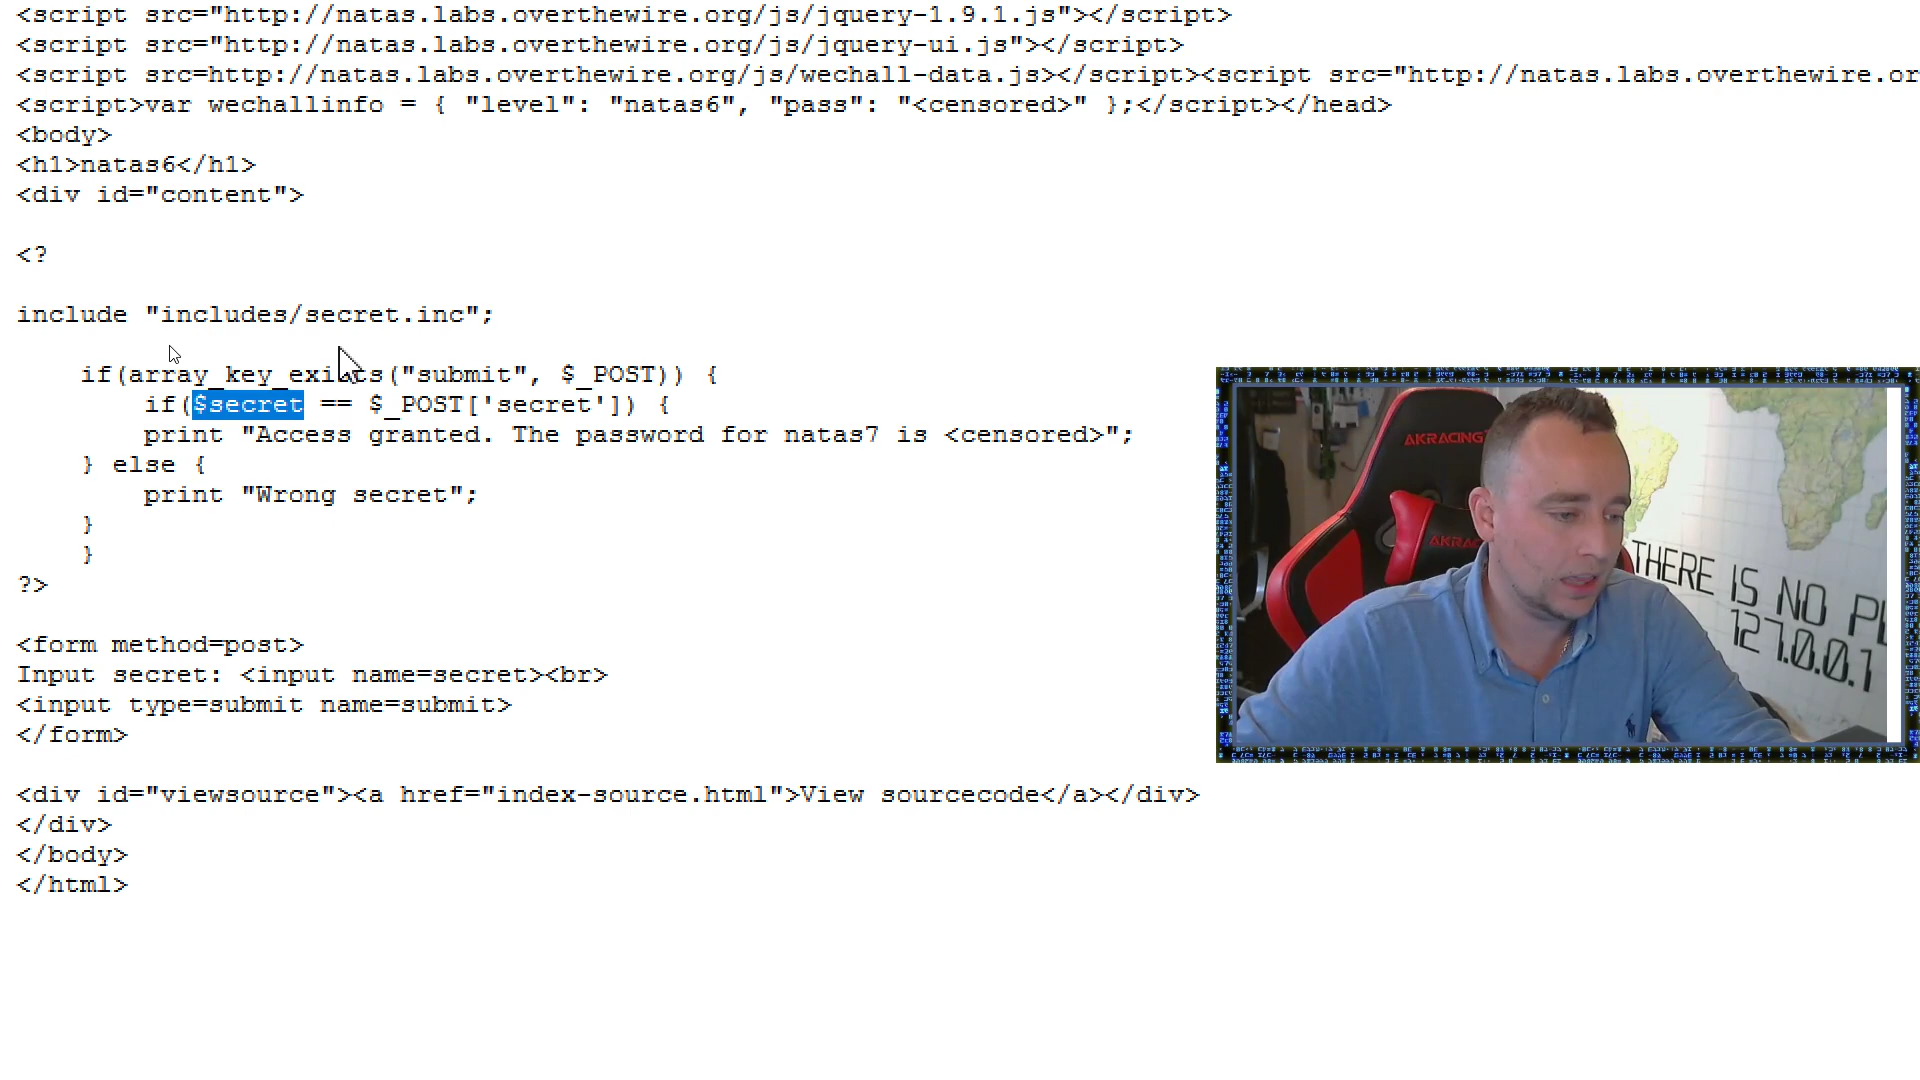 <script src="http://natas.labs.overthewire.org/js/jquery-1.9.1.js"></script>
<script src="http://natas.labs.overthewire.org/js/jquery-ui.js"></script>
<script src=http://natas.labs.overthewire.org/js/wechall-data.js></script><script src="http://natas.labs.overthewire.or
<script>var wechallinfo = { "level": "natas6", "pass": "<censored>" };</script></head>
<body>
<h1>natas6</h1>
<div id="content">
<?
include "includes/secret.inc";
if(array_key_exists("submit", $_POST)) {
if($secret == $_POST['secret']) {
print "Access granted. The password for natas7 is <censored>";
} else {
print "Wrong secret";
}
}
?>
<form method=post>
Input secret: <input name=secret><br>
<input type=submit name=submit>
</form>
<div id="viewsource"><a href="index-source.html">View sourcecode</a></div>
</div>
</body>
</html>
AKRACING
AKRAC
THERE IS NO PL
127.0.0.1